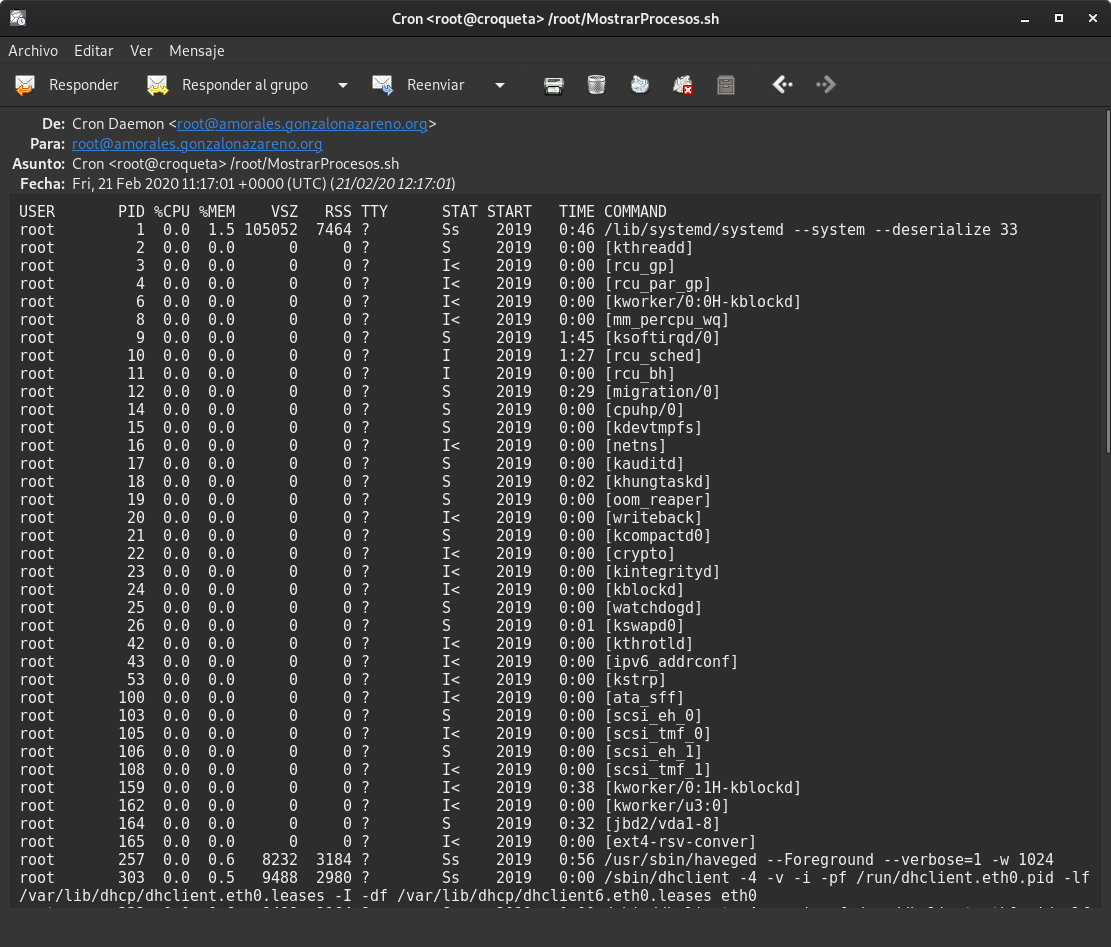 Cron <root@croqueta> /root/MostrarProcesos.sh
Archivo Editar Ver Mensaje
Responder Responder al grupo Reenviar
De: Cron Daemon <root@amorales.gonzalonazareno.org>
Para: root@amorales.gonzalonazareno.org
Asunto: Cron <root@croqueta> /root/MostrarProcesos.sh
Fecha: Fri, 21 Feb 2020 11:17:01 +0000 (UTC) (21/02/20 12:17:01)
USER       PID %CPU %MEM    VSZ   RSS TTY      STAT START   TIME COMMAND
root         1  0.0  1.5 105052  7464 ?        Ss    2019   0:46 /lib/systemd/systemd --system --deserialize 33
root         2  0.0  0.0      0     0 ?        S     2019   0:00 [kthreadd]
root         3  0.0  0.0      0     0 ?        I<    2019   0:00 [rcu_gp]
root         4  0.0  0.0      0     0 ?        I<    2019   0:00 [rcu_par_gp]
root         6  0.0  0.0      0     0 ?        I<    2019   0:00 [kworker/0:0H-kblockd]
root         8  0.0  0.0      0     0 ?        I<    2019   0:00 [mm_percpu_wq]
root         9  0.0  0.0      0     0 ?        S     2019   1:45 [ksoftirqd/0]
root        10  0.0  0.0      0     0 ?        I     2019   1:27 [rcu_sched]
root        11  0.0  0.0      0     0 ?        I     2019   0:00 [rcu_bh]
root        12  0.0  0.0      0     0 ?        S     2019   0:29 [migration/0]
root        14  0.0  0.0      0     0 ?        S     2019   0:00 [cpuhp/0]
root        15  0.0  0.0      0     0 ?        S     2019   0:00 [kdevtmpfs]
root        16  0.0  0.0      0     0 ?        I<    2019   0:00 [netns]
root        17  0.0  0.0      0     0 ?        S     2019   0:00 [kauditd]
root        18  0.0  0.0      0     0 ?        S     2019   0:02 [khungtaskd]
root        19  0.0  0.0      0     0 ?        S     2019   0:00 [oom_reaper]
root        20  0.0  0.0      0     0 ?        I<    2019   0:00 [writeback]
root        21  0.0  0.0      0     0 ?        S     2019   0:00 [kcompactd0]
root        22  0.0  0.0      0     0 ?        I<    2019   0:00 [crypto]
root        23  0.0  0.0      0     0 ?        I<    2019   0:00 [kintegrityd]
root        24  0.0  0.0      0     0 ?        I<    2019   0:00 [kblockd]
root        25  0.0  0.0      0     0 ?        S     2019   0:00 [watchdogd]
root        26  0.0  0.0      0     0 ?        S     2019   0:01 [kswapd0]
root        42  0.0  0.0      0     0 ?        I<    2019   0:00 [kthrotld]
root        43  0.0  0.0      0     0 ?        I<    2019   0:00 [ipv6_addrconf]
root        53  0.0  0.0      0     0 ?        I<    2019   0:00 [kstrp]
root       100  0.0  0.0      0     0 ?        I<    2019   0:00 [ata_sff]
root       103  0.0  0.0      0     0 ?        S     2019   0:00 [scsi_eh_0]
root       105  0.0  0.0      0     0 ?        I<    2019   0:00 [scsi_tmf_0]
root       106  0.0  0.0      0     0 ?        S     2019   0:00 [scsi_eh_1]
root       108  0.0  0.0      0     0 ?        I<    2019   0:00 [scsi_tmf_1]
root       159  0.0  0.0      0     0 ?        I<    2019   0:38 [kworker/0:1H-kblockd]
root       162  0.0  0.0      0     0 ?        I<    2019   0:00 [kworker/u3:0]
root       164  0.0  0.0      0     0 ?        S     2019   0:32 [jbd2/vda1-8]
root       165  0.0  0.0      0     0 ?        I<    2019   0:00 [ext4-rsv-conver]
root       257  0.0  0.6   8232  3184 ?        Ss    2019   0:56 /usr/sbin/haveged --Foreground --verbose=1 -w 1024
root       303  0.0  0.5   9488  2980 ?        Ss    2019   0:00 /sbin/dhclient -4 -v -i -pf /run/dhclient.eth0.pid -lf
/var/lib/dhcp/dhclient.eth0.leases -I -df /var/lib/dhcp/dhclient6.eth0.leases eth0